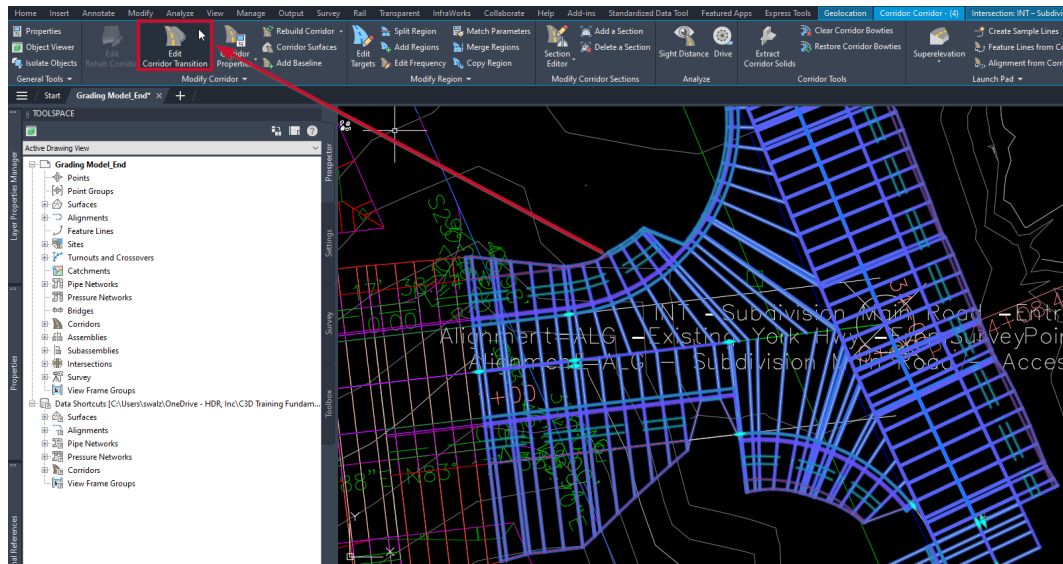 Home Insert Annotate Modify Analyze View Manage Output Survey Rail Transparent InfraWorks Collaborate Help Add-ins Standardized Data Tool Featured Apps Express Tools Geolocation Corridor: Corridor - (4) Intersection: INT – Subdivi
Properties
Object Viewer
Isolate Objects
General Tools
Edit
Rehab Corrido
Edit
Corridor Transition
Properti
Rebuild Corridor
Corridor Surfaces
Add Baseline
Modify Corridor
Edit
Targets
Split Region
Add Regions
Edit Frequency
Match Parameters
Merge Regions
Copy Region
Modify Region
Section
Editor
Add a Section
Delete a Section
Modify Corridor Sections
Sight Distance
Drive
Analyze
Extract
Corridor Solids
Clear Corridor Bowties
Restore Corridor Bowties
Corridor Tools
Superelevation
Create Sample Lines
Feature Lines from Co
Alignment from Corri
Launch Pad
Start
Grading Model_End*
TOOLSPACE
Active Drawing View
Grading Model_End
Points
Point Groups
Surfaces
Alignments
Feature Lines
Sites
Turnouts and Crossovers
Catchments
Pipe Networks
Pressure Networks
Bridges
Corridors
Assemblies
Subassemblies
Intersections
Survey
View Frame Groups
Data Shortcuts [C:\Users\swalz\OneDrive - HDR, Inc\C3D Training Fundam...
Surfaces
Alignments
Pipe Networks
Pressure Networks
Corridors
View Frame Groups
Layer Properties Manager
Properties
nal References
Prospector
Settings
Survey
Toolbox
INT – Subdivision Main Road – Entr
Alignment=ALG – Existing York Hwy
Alignment=ALG – Subdivision Main Road – Acces
Y
X